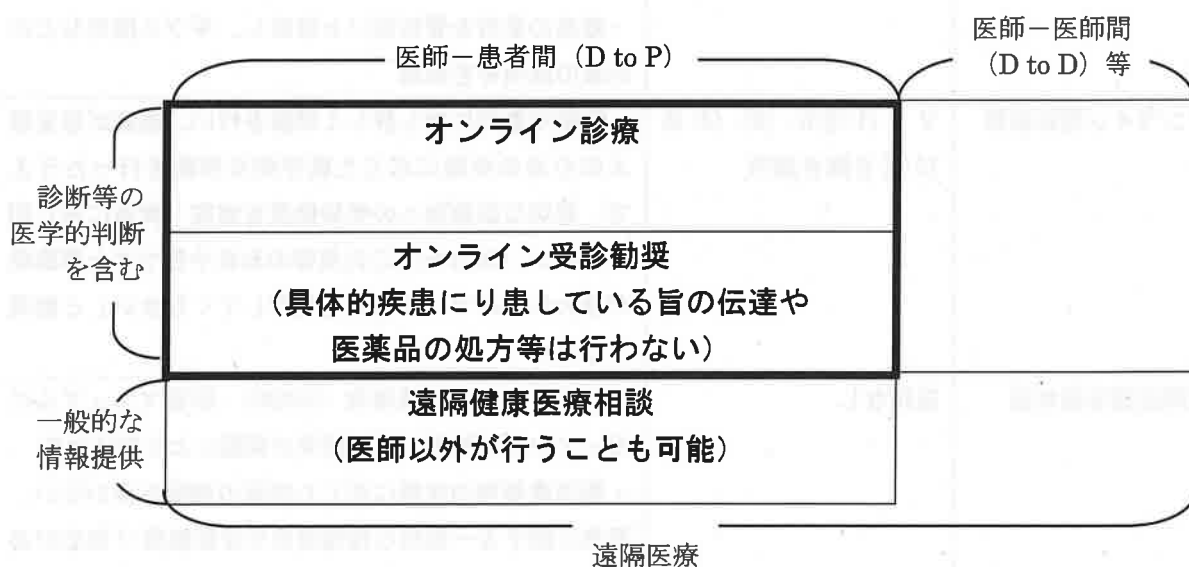 医師－患者間（D to P）
医師－医師間
（D to D）等
オンライン診療
診断等の
医学的判断
を含む
オンライン受診勧奨
（具体的疾患にり患している旨の伝達や
医薬品の処方等は行わない）
一般的な
情報提供
遠隔健康医療相談
（医師以外が行うことも可能）
遠隔医療